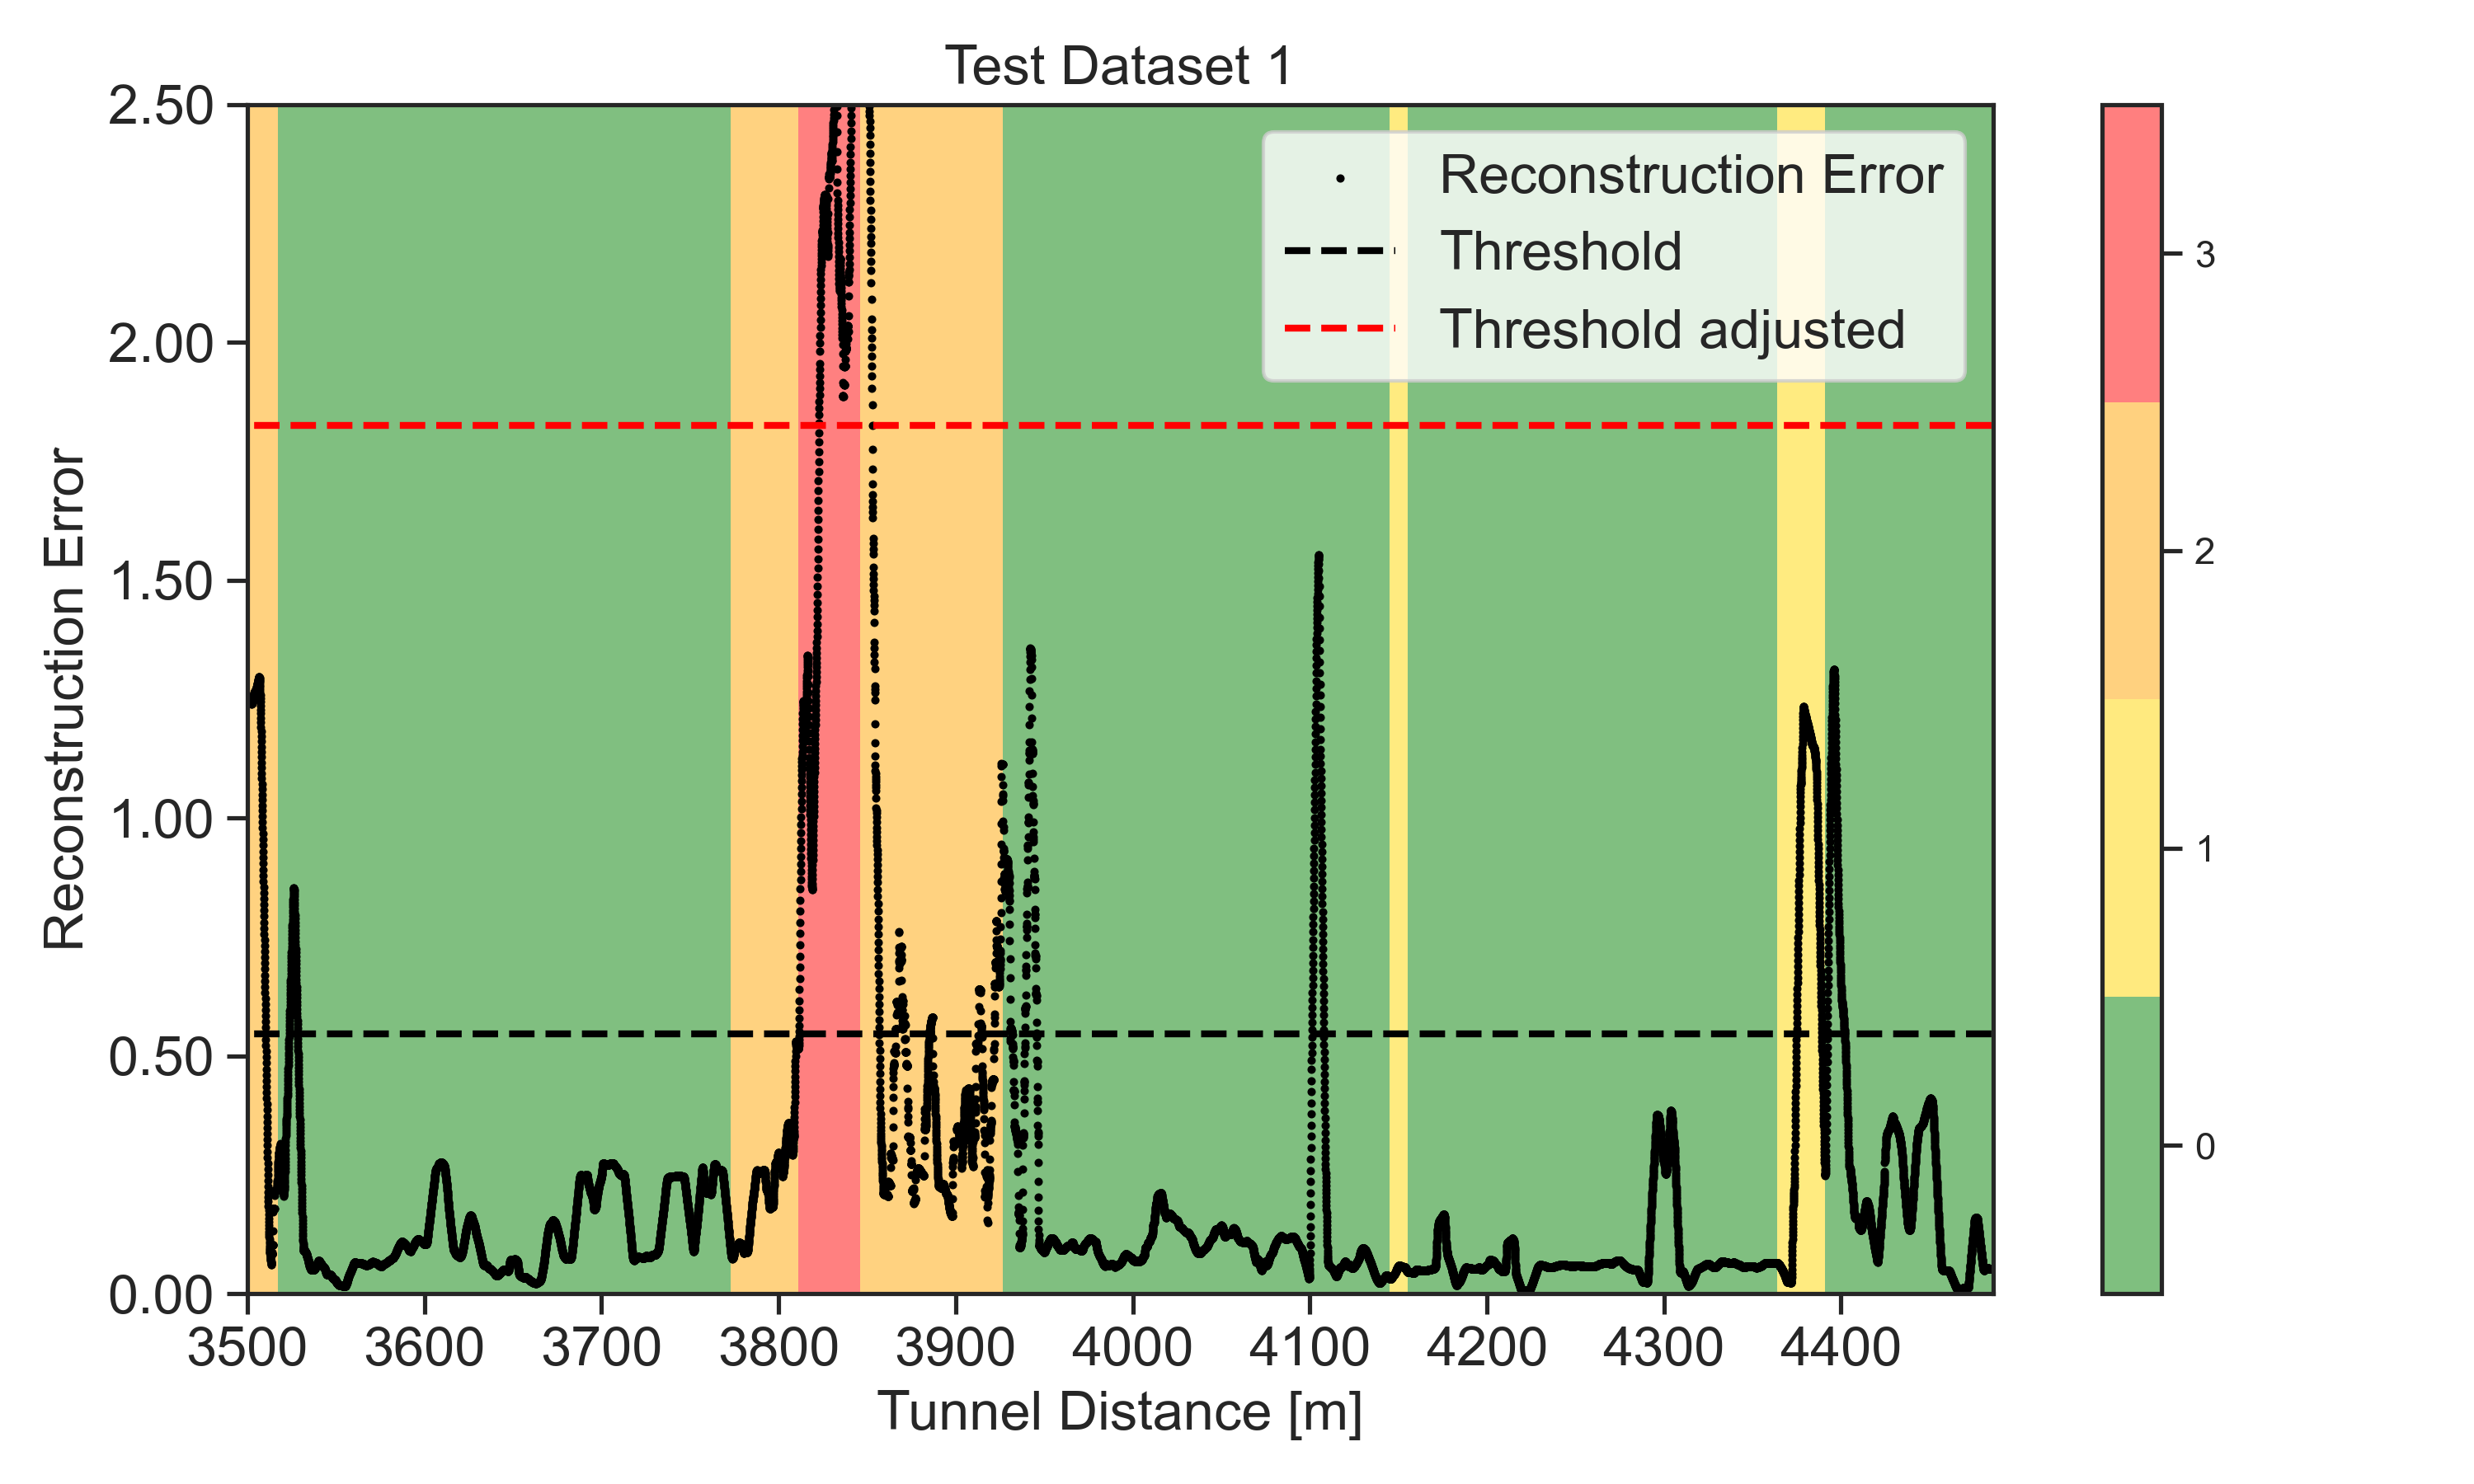 Test Dataset 1
2.50
2.00
1.50
1.00
0.50
0.00
Reconstruction Error
Reconstruction Error
Threshold
Threshold adjusted
3500 3600 3700 3800 3900 4000 4100 4200 4300 4400
Tunnel Distance [m]
3
2
1
0